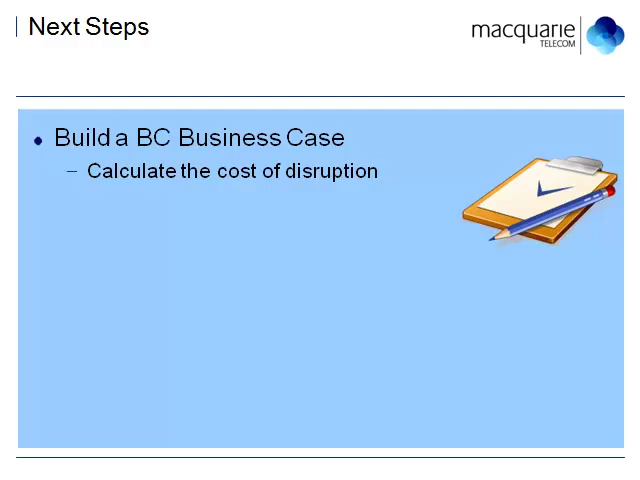 Next Steps
macquarie
TELECOM
Build a BC Business Case
Calculate the cost of disruption